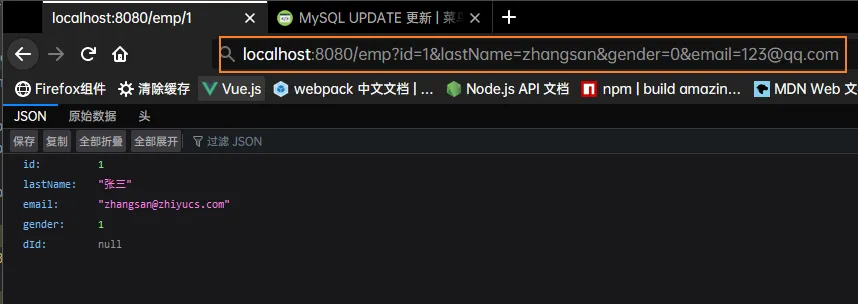 localhost:8080/emp/1
MySQL UPDATE 更新 | 菜
localhost:8080/emp?id=1&lastName=zhangsan&gender=0&email=123@qq.com
Firefox组件 清除缓存 Vue.js webpack 中文文档 | ... Node.js API 文档 npm | build amazin... MDN Web 文
JSON 原始数据 头
保存 复制 全部折叠 全部展开 过滤 JSON
id: 1
lastName: "张三"
email: "zhangsan@zhiyucs.com"
gender: 1
dId: null